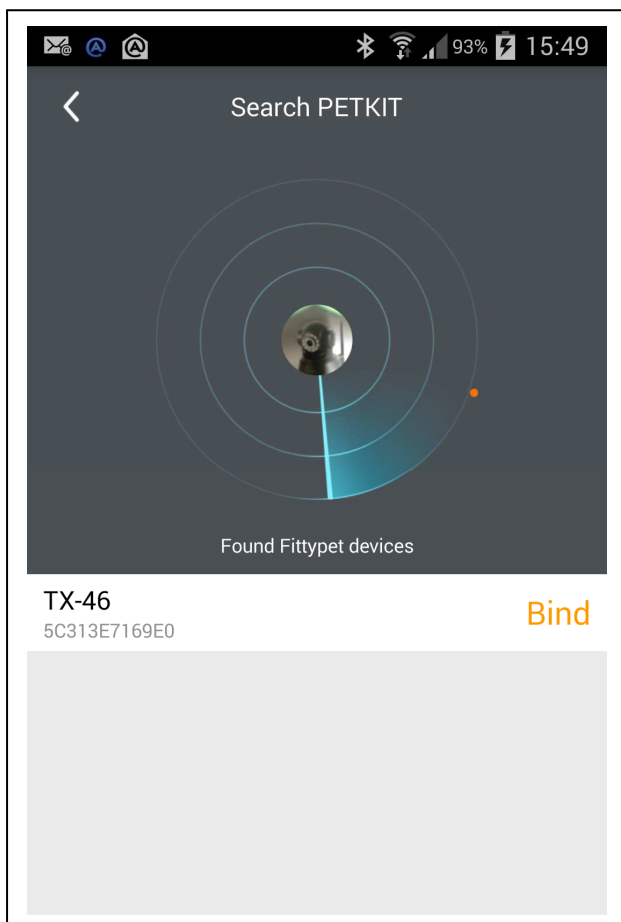 93% 15:49
Search PETKIT
Found Fittypet devices
TX-46
5C313E7169E0
Bind